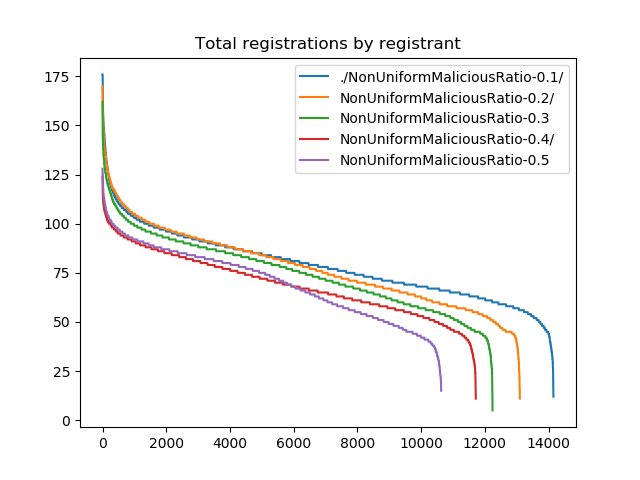 Total registrations by registrant
./NonUniformMaliciousRatio-0.1/
NonUniformMaliciousRatio-0.2/
NonUniformMaliciousRatio-0.3
NonUniformMaliciousRatio-0.4/
NonUniformMaliciousRatio-0.5
175
150
125
100
75
50
25
0
0 2000 4000 6000 8000 10000 12000 14000